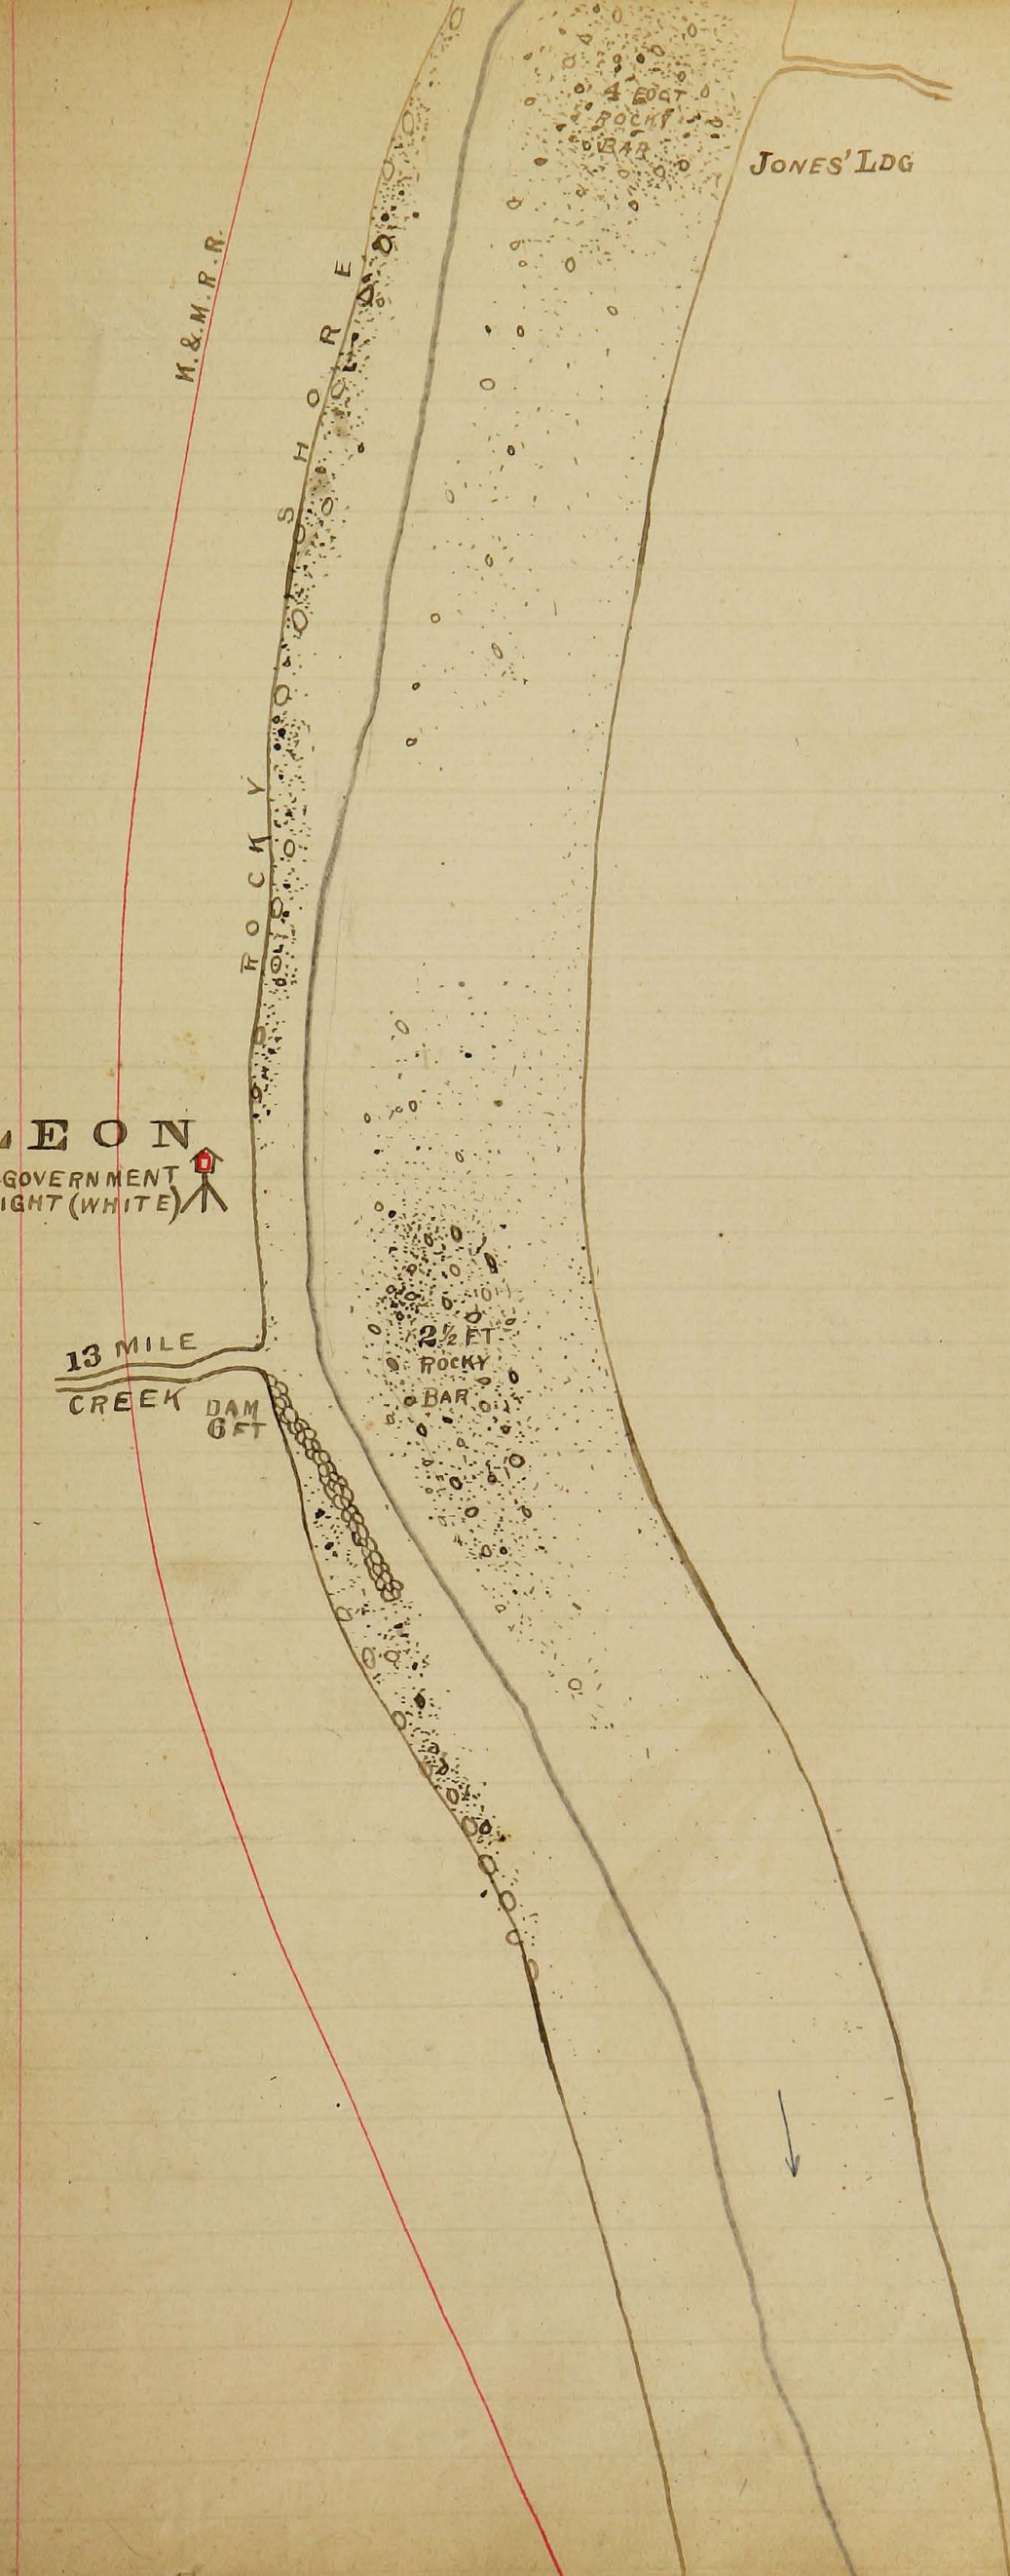 4 FOOT
ROCKY
BAR
JONES' LDG
K. & M. R. R.
ROCKY SHORE
LEON
GOVERNMENT
IGHT (WHITE)
13 MILE
CREEK
DAM
6 FT
2½ FT
ROCKY
BAR